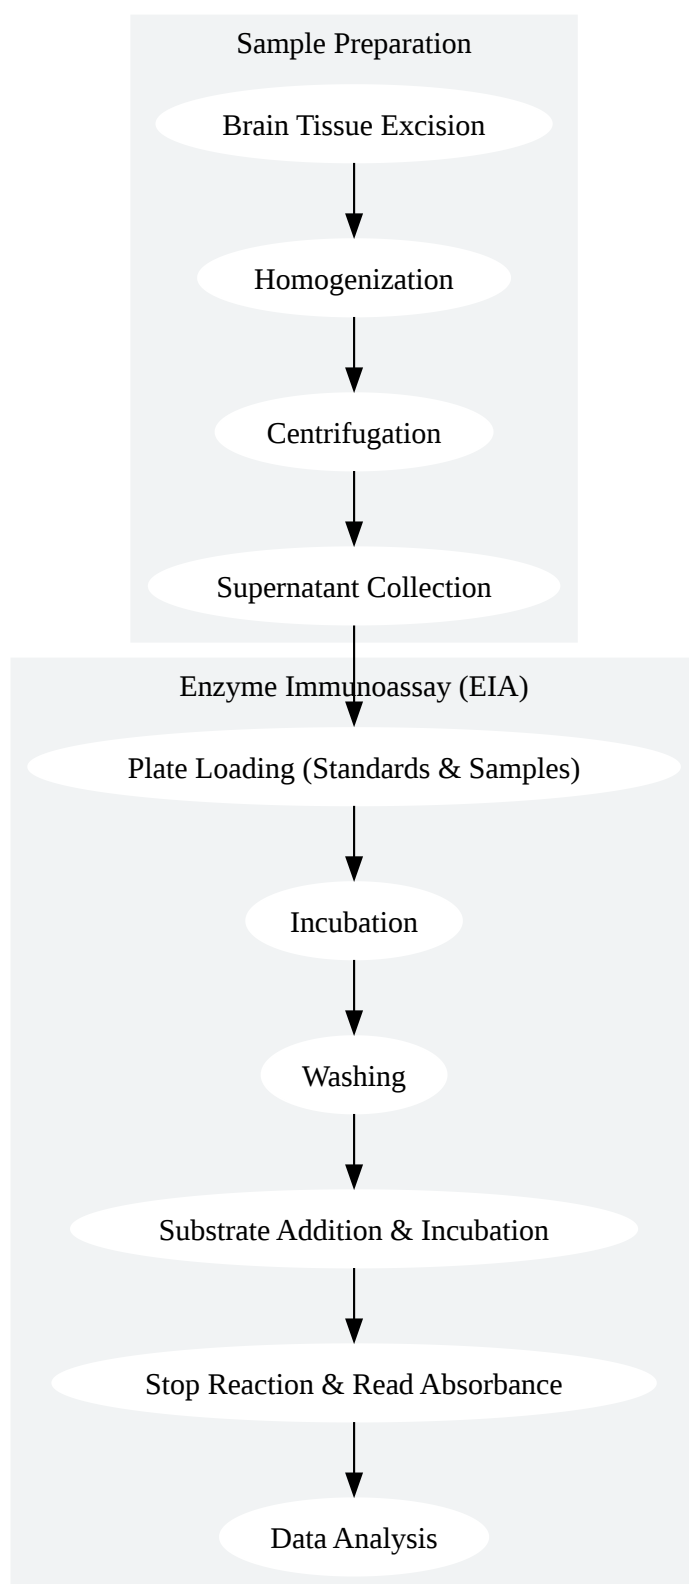 Sample Preparation
Brain Tissue Excision
Homogenization
Centrifugation
Supernatant Collection
Enzyme Immunoassay (EIA)
Plate Loading (Standards & Samples)
Incubation
Washing
Substrate Addition & Incubation
Stop Reaction & Read Absorbance
Data Analysis